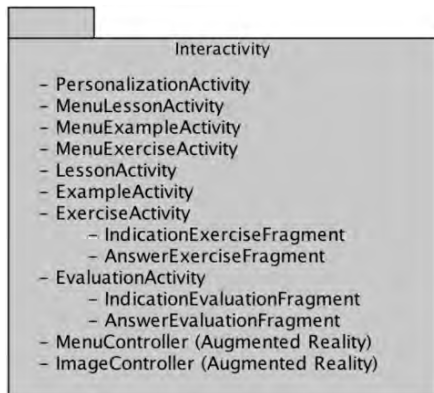 Interactivity
- PersonalizationActivity
- MenuLessonActivity
- MenuExampleActivity
- MenuExerciseActivity
- LessonActivity
- ExampleActivity
- ExerciseActivity
- IndicationExerciseFragment
- AnswerExerciseFragment
- EvaluationActivity
- IndicationEvaluationFragment
- AnswerEvaluationFragment
- MenuController (Augmented Reality)
- ImageController (Augmented Reality)